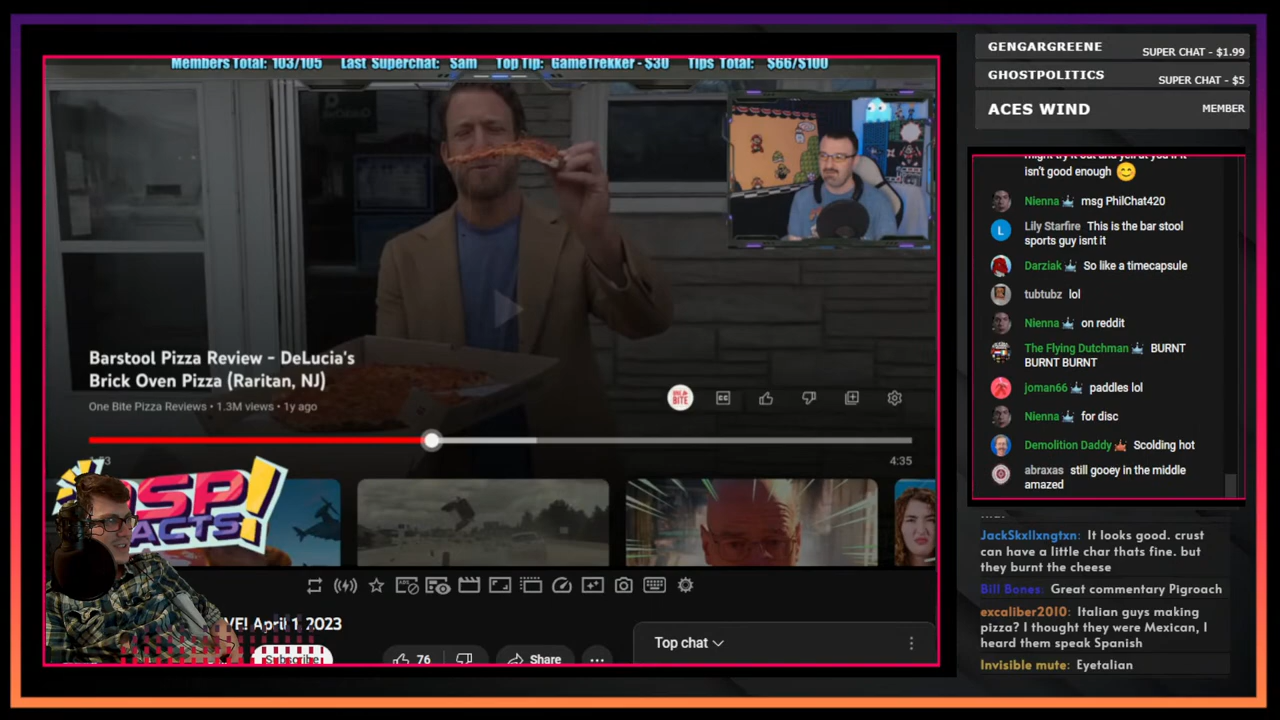 Members Total: 103/105 Last Superchat: Sam Top Tip: GameTrekker - $30 Tips Total: $66/$100
Barstool Pizza Review - DeLucia's
Brick Oven Pizza (Raritan, NJ)
One Bite Pizza Reviews • 1.3M views • 1y ago
BITE
CC
4:35
VE! April 1 2023
76
Share
Top chat
GENGARGREENE
SUPER CHAT - $1.99
GHOSTPOLITICS
SUPER CHAT - $5
ACES WIND
MEMBER
isn't good enough 😊
Nienna msg PhilChat420
L
Lily Starfire This is the bar stool
sports guy isnt it
Darziak So like a timecapsule
tubtubz lol
Nienna on reddit
The Flying Dutchman BURNT
BURNT BURNT
joman66 paddles lol
Nienna for disc
Demolition Daddy Scolding hot
abraxas still gooey in the middle
amazed
JackSkxllxngtxn: It looks good. crust
can have a little char thats fine. but
they burnt the cheese
Bill Bones: Great commentary Pigroach
excaliber2010: Italian guys making
pizza? I thought they were Mexican, I
heard them speak Spanish
Invisible mute: Eyetalian